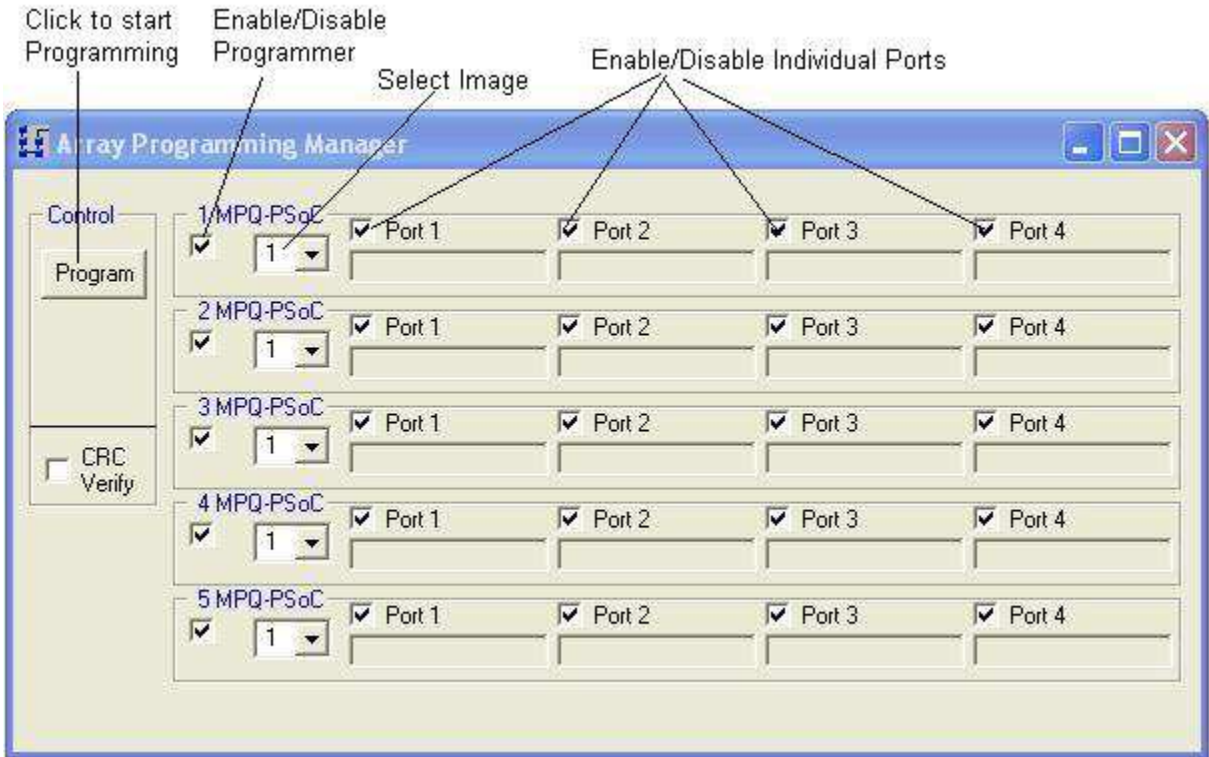 Click to start
Programming
Enable/Disable
Programmer
Select Image
Enable/Disable Individual Ports
Array Programming Manager
Control
Program
CRC
Verify
1 MPQ-PSoC
1
Port 1
Port 2
Port 3
Port 4
2 MPQ-PSoC
1
Port 1
Port 2
Port 3
Port 4
3 MPQ-PSoC
1
Port 1
Port 2
Port 3
Port 4
4 MPQ-PSoC
1
Port 1
Port 2
Port 3
Port 4
5 MPQ-PSoC
1
Port 1
Port 2
Port 3
Port 4